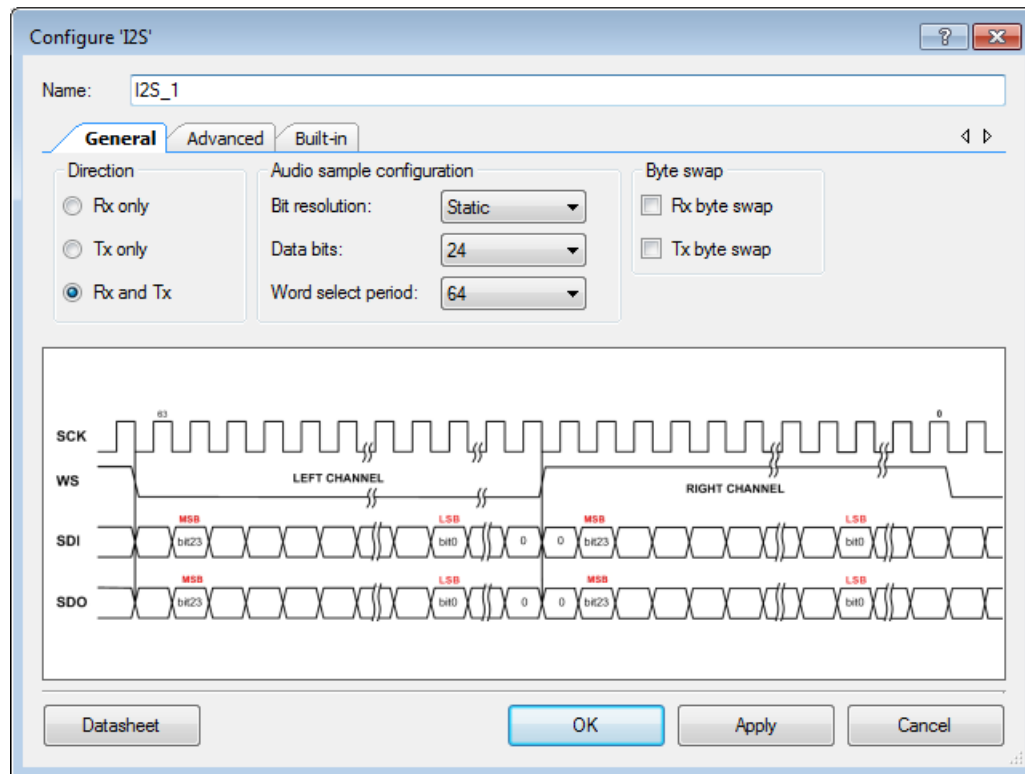 Configure 'I2S'
?
Name: I2S_1
General Advanced Built-in
Direction Audio sample configuration Byte swap
Rx only Bit resolution: Static Rx byte swap
Tx only Data bits: 24 Tx byte swap
Rx and Tx Word select period: 64
63 0
SCK
WS LEFT CHANNEL RIGHT CHANNEL
MSB LSB MSB LSB
SDI bit23 bit0 0 0 bit23 bit0
MSB LSB MSB LSB
SDO bit23 bit0 0 0 bit23 bit0
Datasheet OK Apply Cancel